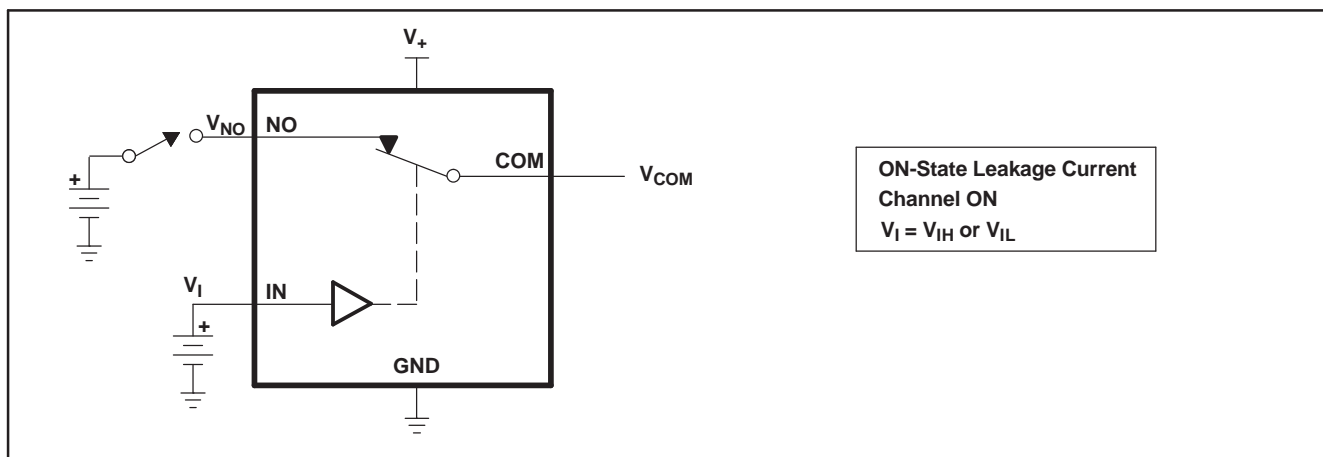 V+
VNO NO
+
COM
VCOM
VI IN
+
GND
ON-State Leakage Current
Channel ON
VI = VIH or VIL